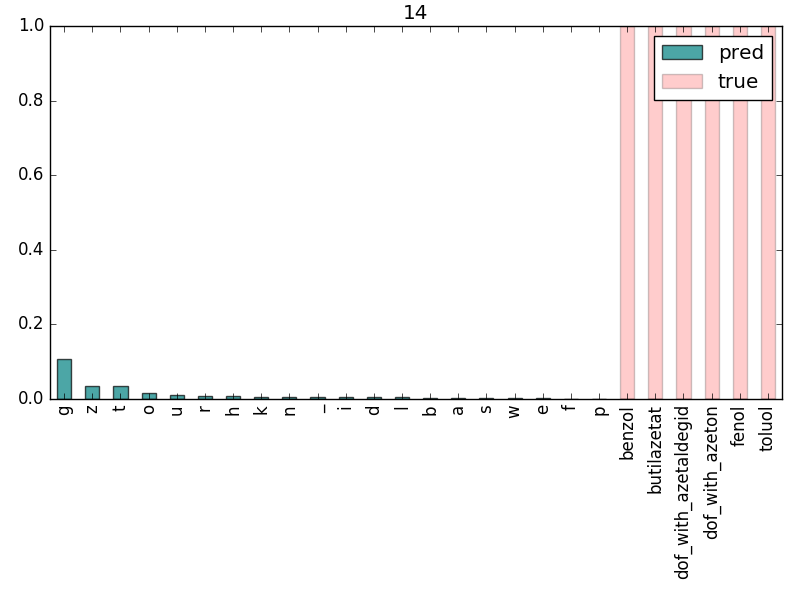 14
1.0
0.8
0.6
0.4
0.2
0.0
pred
true
g z t o u r h k n _ i d l b a s w e f p benzol butilazetat dof_with_azetaldegid dof_with_azeton fenol toluol